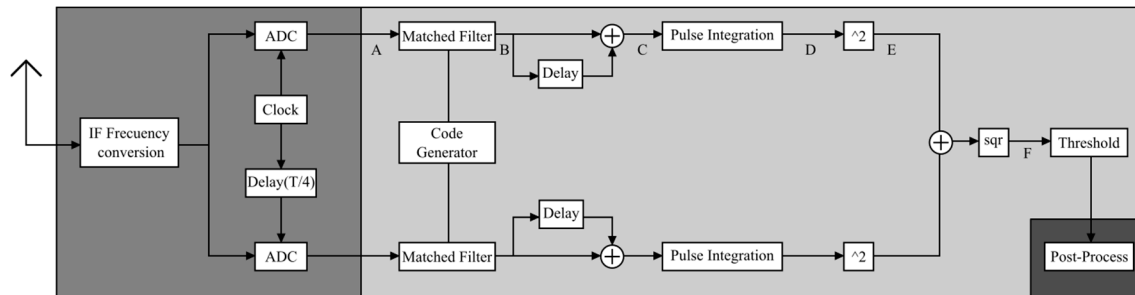 ADC
A
Matched Filter
B
C
Pulse Integration
D
^2
E
Delay
Clock
IF Frecuency
conversion
Code
Generator
sqr
F
Threshold
Delay(T/4)
Delay
ADC
Matched Filter
Pulse Integration
^2
Post-Process